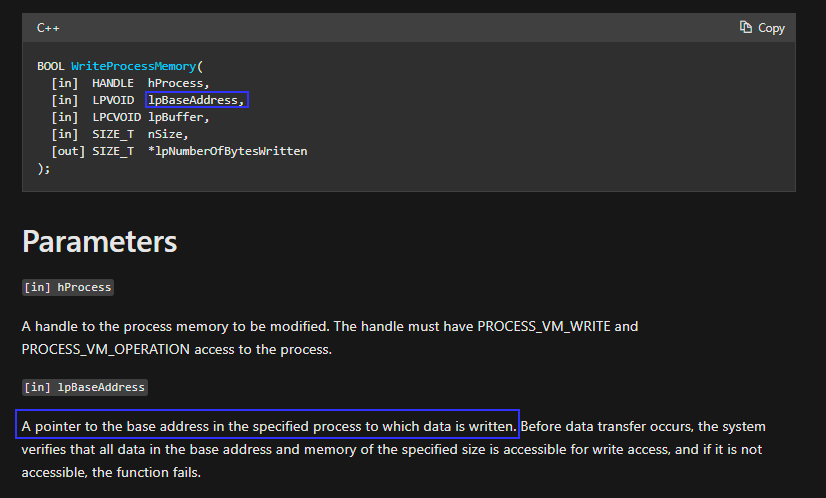 C++
Copy
BOOL WriteProcessMemory(
[in]  HANDLE  hProcess,
[in]  LPVOID  lpBaseAddress,
[in]  LPCVOID lpBuffer,
[in]  SIZE_T  nSize,
[out] SIZE_T  *lpNumberOfBytesWritten
);
Parameters
[in] hProcess
A handle to the process memory to be modified. The handle must have PROCESS_VM_WRITE and
PROCESS_VM_OPERATION access to the process.
[in] lpBaseAddress
A pointer to the base address in the specified process to which data is written. Before data transfer occurs, the system
verifies that all data in the base address and memory of the specified size is accessible for write access, and if it is not
accessible, the function fails.